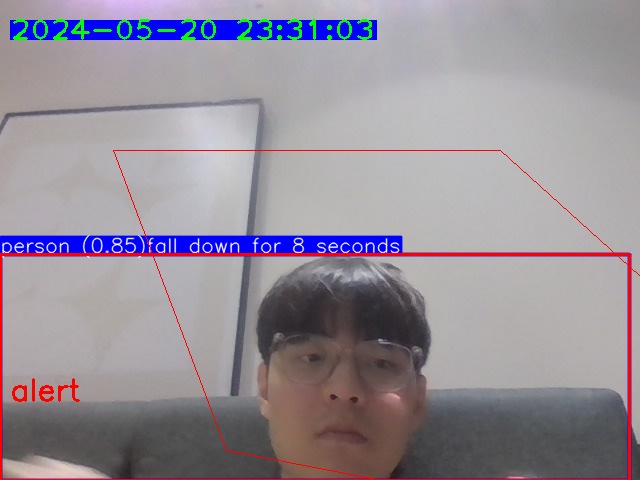 2024-05-20 23:31:03
person (0.85)fall down for 8 seconds
alert